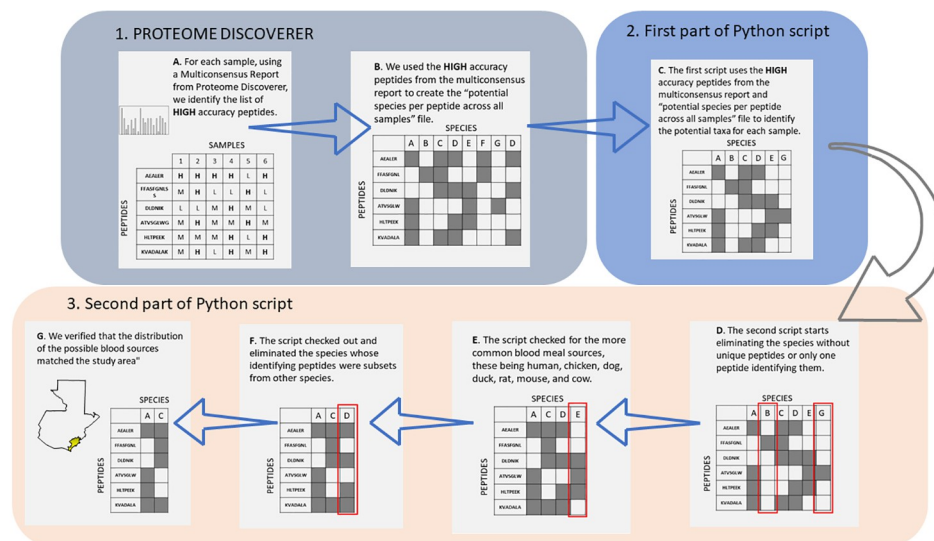 1. PROTEOME DISCOVERER
A. For each sample, using
a Multiconsensus Report
from Proteome Discoverer,
we identify the list of
HIGH accuracy peptides.
SAMPLES
1 2 3 4 5 6
PEPTIDES
AEALER H H H H L H
FFASFGNLS
S M H L L H L
DLDNIK L L M H M L
ATVSGLWG M H M M H M
HLTPEEK M M M H L H
KVADALAK M H L H M H
B. We used the HIGH accuracy
peptides from the multiconsensus
report to create the “potential
species per peptide across all
samples” file.
SPECIES
A B C D E F G D
PEPTIDES
AEALER
FFASFGNL
DLDNIK
ATVSGLW
HLTPEEK
KVADALA
2. First part of Python script
C. The first script uses the HIGH
accuracy peptides from the
multiconsensus report and
“potential species per peptide
across all samples” file to identify
the potential taxa for each sample.
SPECIES
A B C D E G
PEPTIDES
AEALER
FFASFGNL
DLDNIK
ATVSGLW
HLTPEEK
KVADALA
3. Second part of Python script
G. We verified that the distribution
of the possible blood sources
matched the study area"
SPECIES
A C
PEPTIDES
AEALER
FFASFGNL
DLDNIK
ATVSGLW
HLTPEEK
KVADALA
F. The script checked out and
eliminated the species whose
identifying peptides were subsets
from other species.
SPECIES
A C D
PEPTIDES
AEALER
FFASFGNL
DLDNIK
ATVSGLW
HLTPEEK
KVADALA
E. The script checked for the more
common blood meal sources,
these being human, chicken, dog,
duck, rat, mouse, and cow.
SPECIES
A C D E
PEPTIDES
AEALER
FFASFGNL
DLDNIK
ATVSGLW
HLTPEEK
KVADALA
D. The second script starts
eliminating the species without
unique peptides or only one
peptide identifying them.
SPECIES
A B C D E G
PEPTIDES
AEALER
FFASFGNL
DLDNIK
ATVSGLW
HLTPEEK
KVADALA